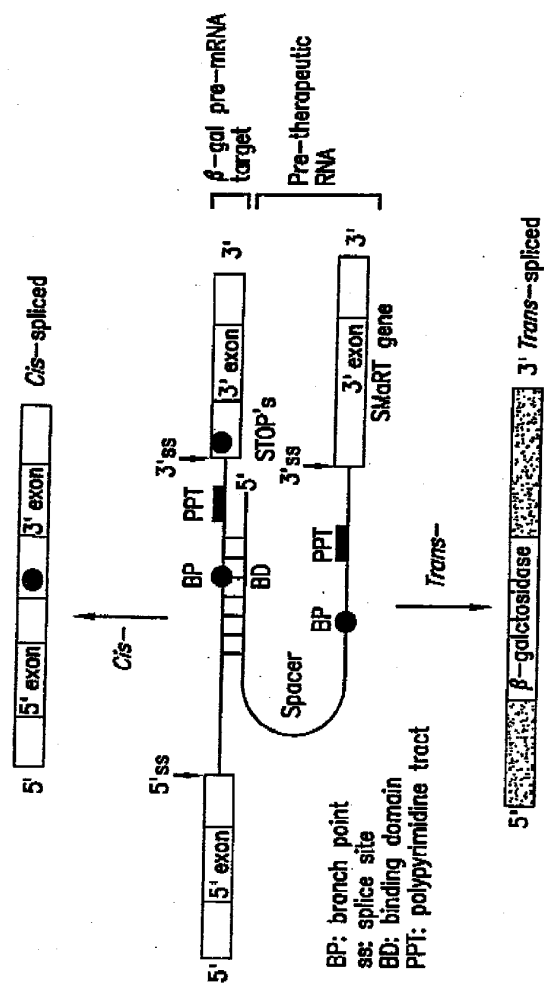 5' 5' exon 3' exon Cis-spliced
Cis-
5' 5' exon
5'ss
BP
PPT
3'ss
3' exon
3'
STOP's
BD
5'
β-gal pre-mRNA
target
Pre-therapeutic
RNA
Spacer
BP
PPT
3'ss
3' exon
3'
SMaRT gene
Trans-
BP: branch point
ss: splice site
BD: binding domain
PPT: polypyrimidine tract
5' β-galctosidase 3' Trans-spliced